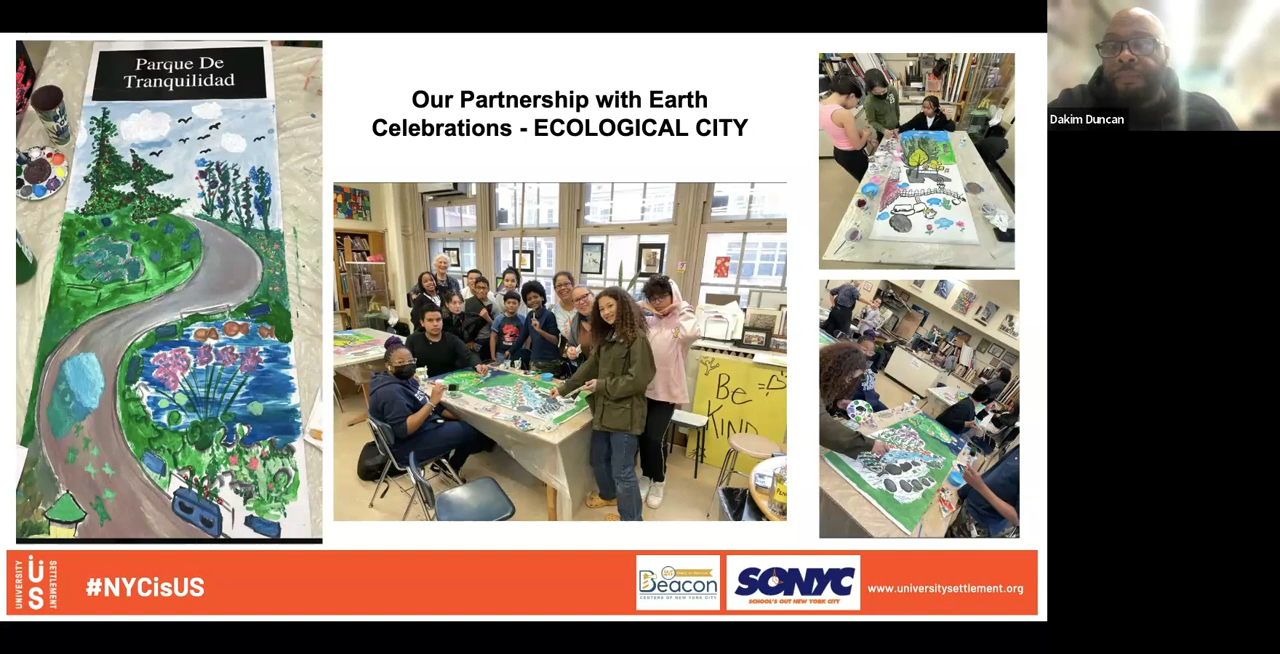 Parque De
Tranquilidad
Our Partnership with Earth
Celebrations - ECOLOGICAL CITY
Dakim Duncan
Be
KIND
UNIVERSITY
SETTLEMENT
ÜS
#NYCisUS
Beacon
CENTERS OF NEW YORK CITY
SONYC
SCHOOL'S OUT NEW YORK CITY
www.universitysettlement.org